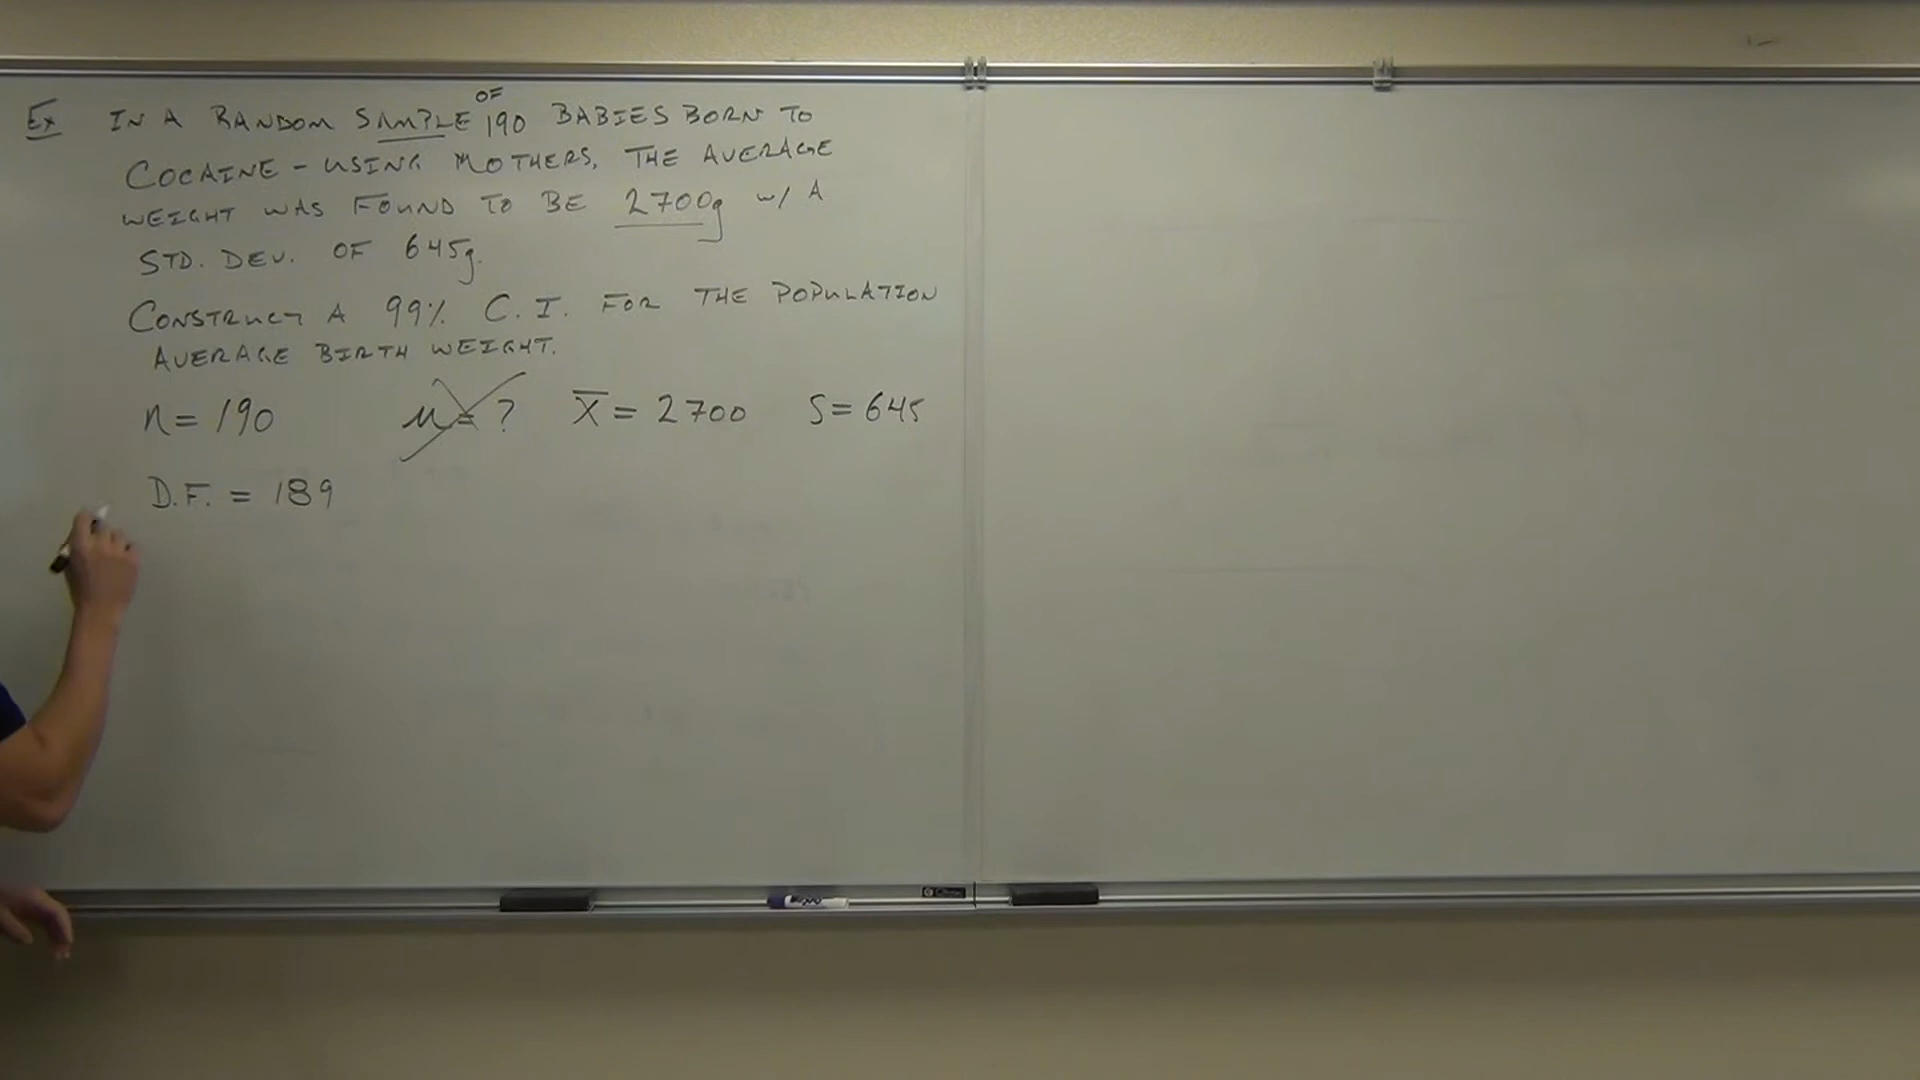 Ex IN A RANDOM SAMPLE OF 190 BABIES BORN TO
COCAINE - USING MOTHERS, THE AVERAGE
WEIGHT WAS FOUND TO BE 2700g w/ A
STD. DEV. OF 645g.
CONSTRUCT A 99% C.I. FOR THE POPULATION
AVERAGE BIRTH WEIGHT.
n = 190 μ = ? x̄ = 2700 S = 645
D.F. = 189